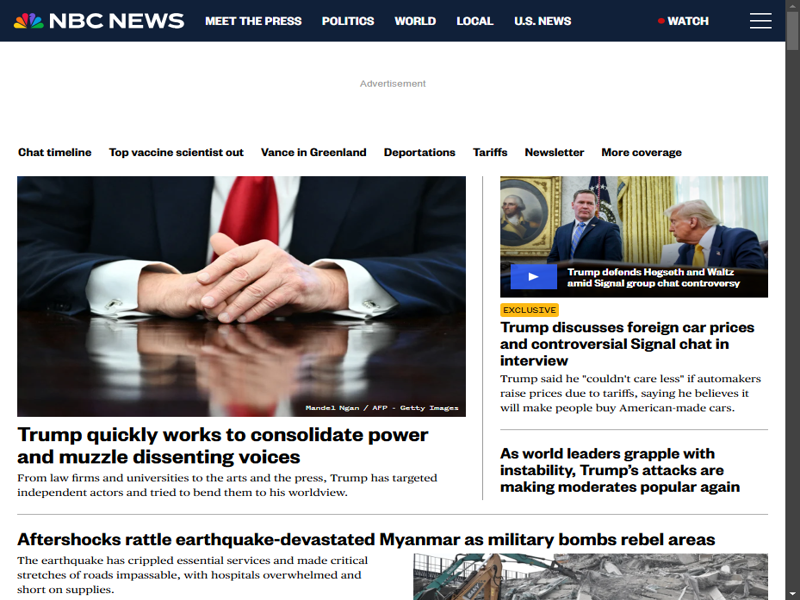 NBC NEWS
MEET THE PRESS
POLITICS
WORLD
LOCAL
U.S. NEWS
WATCH
Advertisement
Chat timeline
Top vaccine scientist out
Vance in Greenland
Deportations
Tariffs
Newsletter
More coverage
Mandel Ngan / AFP - Getty Images
Trump quickly works to consolidate power
and muzzle dissenting voices
From law firms and universities to the arts and the press, Trump has targeted
independent actors and tried to bend them to his worldview.
Trump defends Hegseth and Waltz
amid Signal group chat controversy
EXCLUSIVE
Trump discusses foreign car prices
and controversial Signal chat in
interview
Trump said he "couldn't care less" if automakers
raise prices due to tariffs, saying he believes it
will make people buy American-made cars.
As world leaders grapple with
instability, Trump’s attacks are
making moderates popular again
Aftershocks rattle earthquake-devastated Myanmar as military bombs rebel areas
The earthquake has crippled essential services and made critical
stretches of roads impassable, with hospitals overwhelmed and
short on supplies.